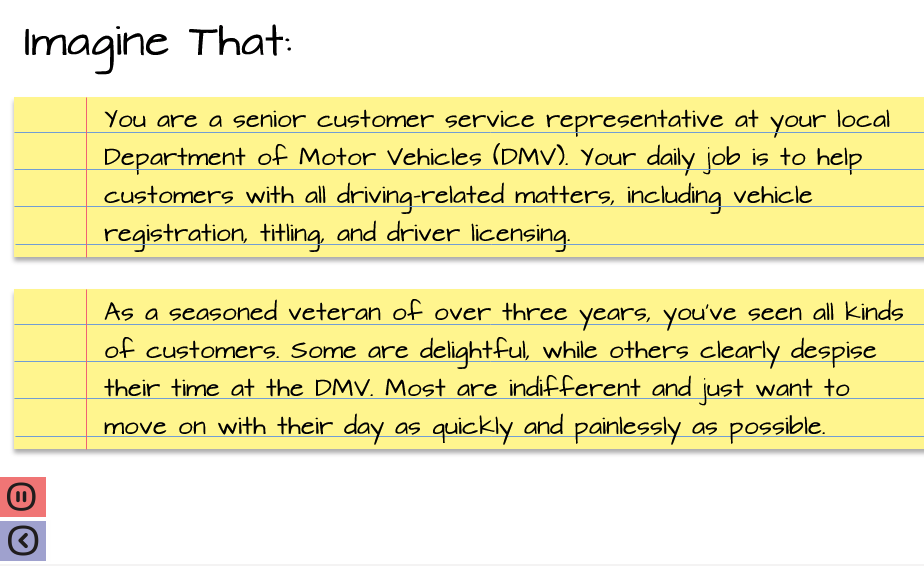 Imagine That:
You are a senior customer service representative at your local
Department of Motor Vehicles (DMV). Your daily job is to help
customers with all driving-related matters, including vehicle
registration, titling, and driver licensing.
As a seasoned veteran of over three years, you've seen all kinds
of customers. Some are delightful, while others clearly despise
their time at the DMV. Most are indifferent and just want to
move on with their day as quickly and painlessly as possible.